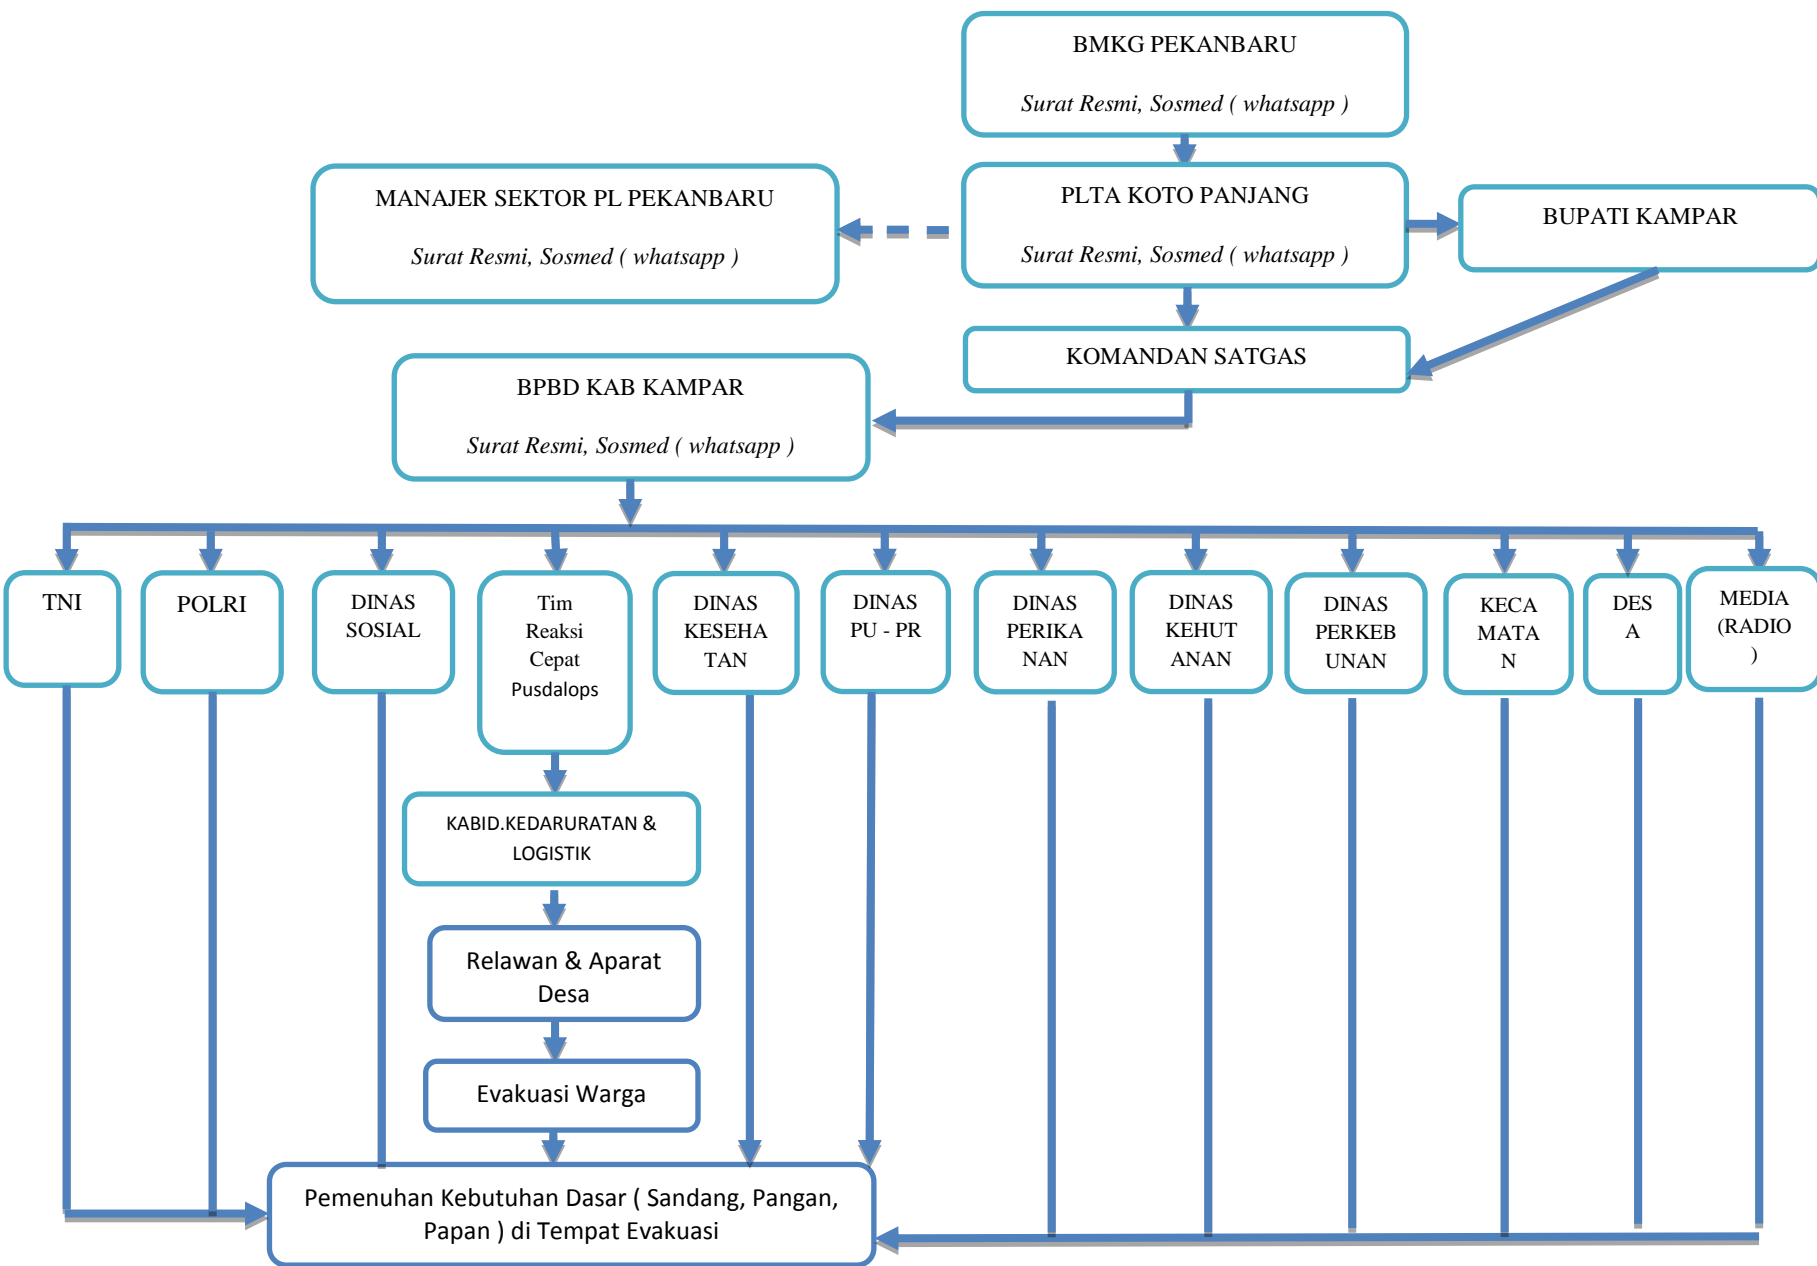 BMKG PEKANBARU
Surat Resmi, Sosmed ( whatsapp )
MANAJER SEKTOR PL PEKANBARU
Surat Resmi, Sosmed ( whatsapp )
PLTA KOTO PANJANG
Surat Resmi, Sosmed ( whatsapp )
BUPATI KAMPAR
KOMANDAN SATGAS
BPBD KAB KAMPAR
Surat Resmi, Sosmed ( whatsapp )
TNI
POLRI
DINAS
SOSIAL
Tim
Reaksi
Cepat
Pusdalops
DINAS
KESEHA
TAN
DINAS
PU - PR
DINAS
PERIKA
NAN
DINAS
KEHUT
ANAN
DINAS
PERKEB
UNAN
KECA
MATA
N
DES
A
MEDIA
(RADIO
)
KABID.KEDARURATAN &
LOGISTIK
Relawan & Aparat
Desa
Evakuasi Warga
Pemenuhan Kebutuhan Dasar ( Sandang, Pangan,
Papan ) di Tempat Evakuasi